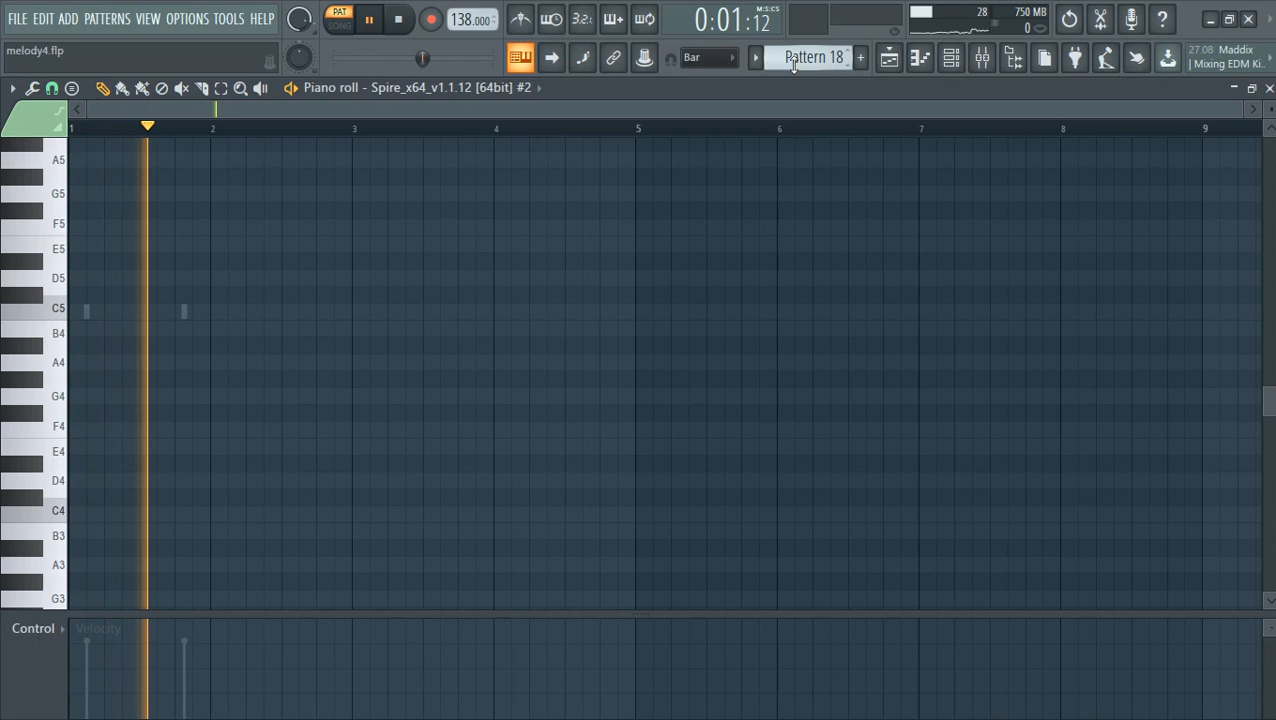 FILE EDIT ADD PATTERNS VIEW OPTIONS TOOLS HELP
PAT
SONG
138.000
3.2.
0:01:12
M:S:CS
28
750 MB
0
melody4.flp
Bar
Pattern 18
27:08 Maddix
Mixing EDM Ki..
Piano roll - Spire_x64_v1.1.12 [64bit] #2
1 2 3 4 5 6 7 8 9
A5
G5
F5
E5
D5
C5
B4
A4
G4
F4
E4
D4
C4
B3
A3
G3
Control
Velocity